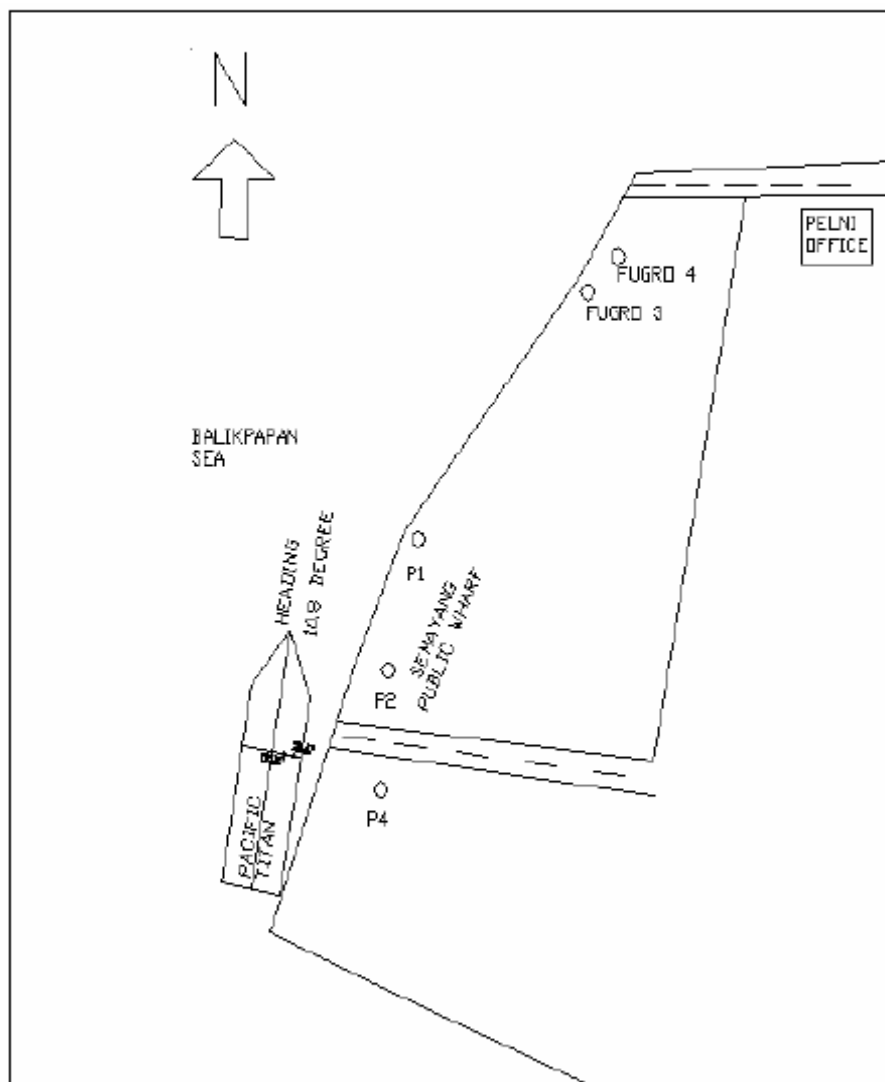 N
PELNI
OFFICE
FUGRO 4
FUGRO 3
BALIKPAPAN
SEA
HEADING
10.9 DEGREE
P1
SEMAYANG
PUBLIC WHARF
P2
P4
PACIFIC
TITAN